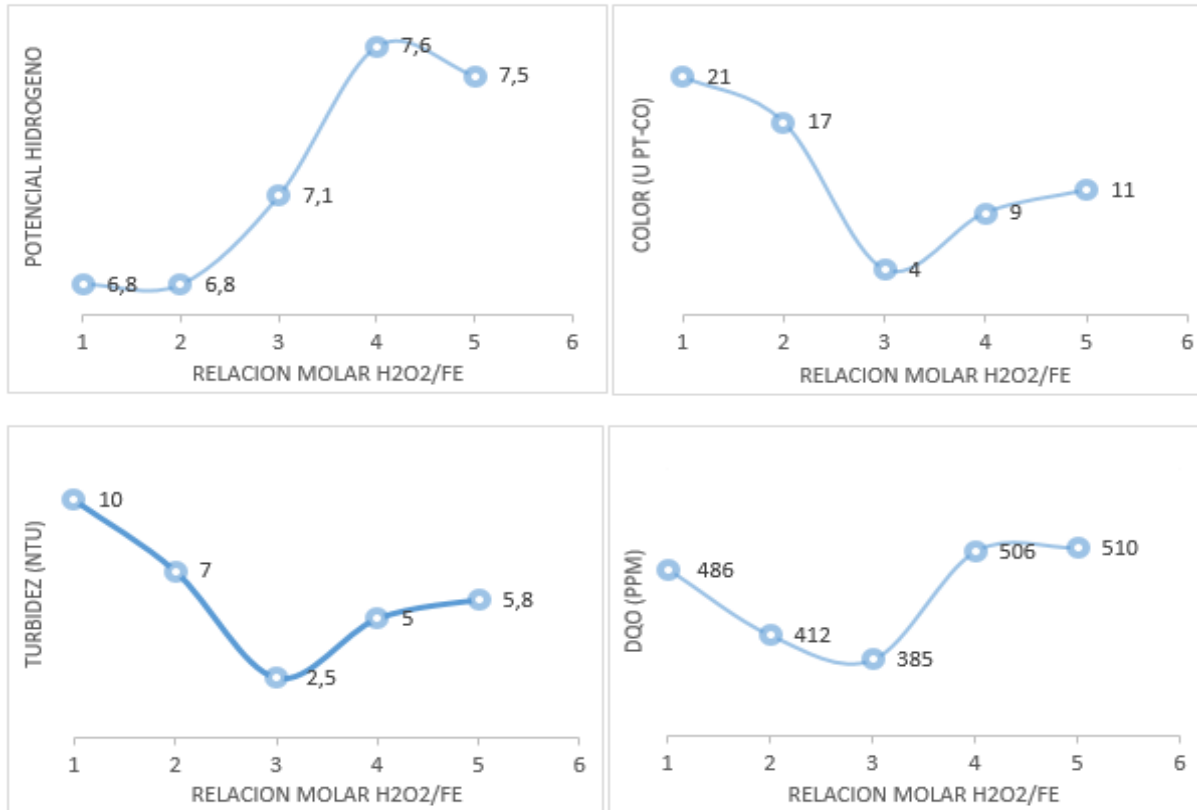 POTENCIAL HIDROGENO
6,8
6,8
7,1
7,6
7,5
1 2 3 4 5 6
RELACION MOLAR H2O2/FE
COLOR (U PT-CO)
21
17
4
9
11
1 2 3 4 5 6
RELACION MOLAR H2O2/FE
TURBIDEZ (NTU)
10
7
2,5
5
5,8
1 2 3 4 5 6
RELACION MOLAR H2O2/FE
DQO (PPM)
486
412
385
506
510
1 2 3 4 5 6
RELACION MOLAR H2O2/FE